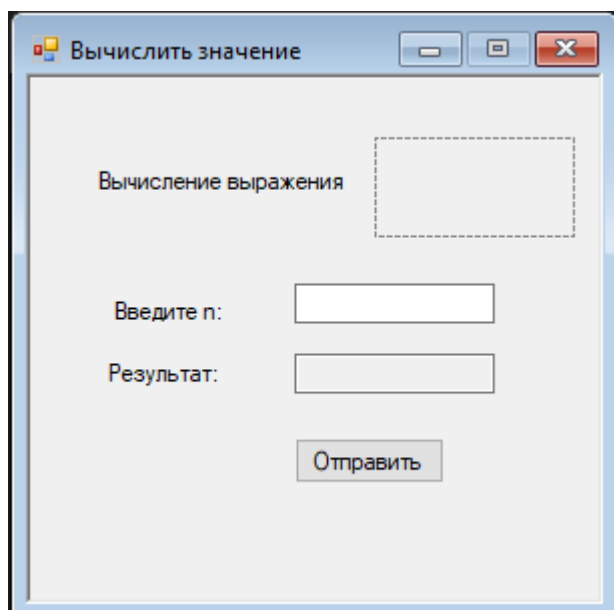 Вычислить значение
Вычисление выражения
Введите n:
Результат:
Отправить